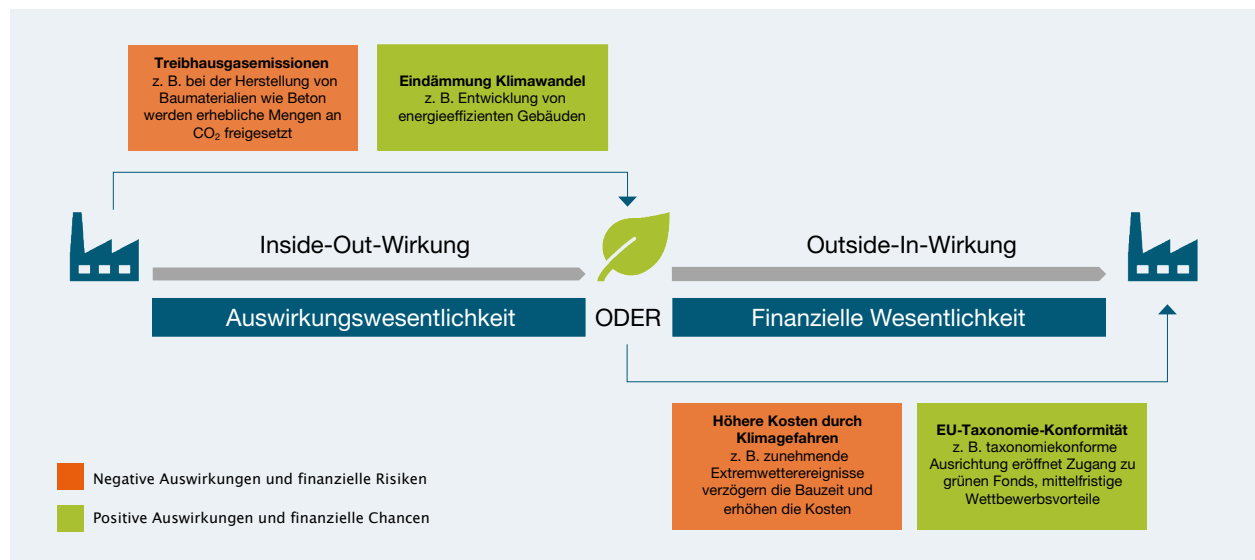 Treibhausgasemissionen
z. B. bei der Herstellung von
Baumaterialien wie Beton
werden erhebliche Mengen an
CO₂ freigesetzt
Eindämmung Klimawandel
z. B. Entwicklung von
energieeffizienten Gebäuden
Inside-Out-Wirkung
Outside-In-Wirkung
Auswirkungswesentlichkeit
ODER
Finanzielle Wesentlichkeit
Höhere Kosten durch
Klimagefahren
z. B. zunehmende
Extremwetterereignisse
verzögern die Bauzeit und
erhöhen die Kosten
EU-Taxonomie-Konformität
z. B. taxonomiekonforme
Ausrichtung eröffnet Zugang zu
grünen Fonds, mittelfristige
Wettbewerbsvorteile
Negative Auswirkungen und finanzielle Risiken
Positive Auswirkungen und finanzielle Chancen